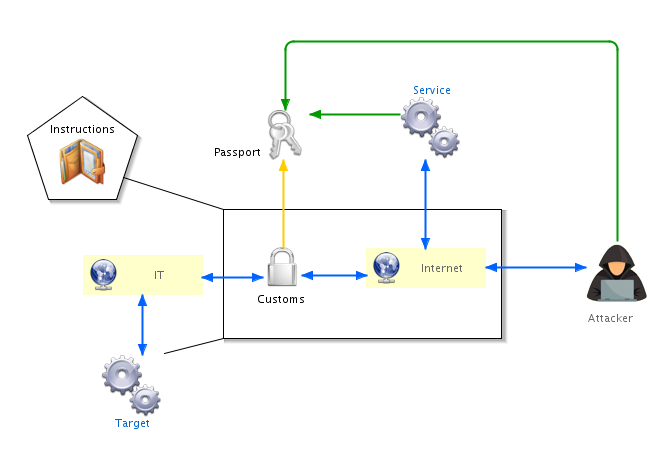 Service
Instructions
Passport
IT
Internet
Customs
Attacker
Target